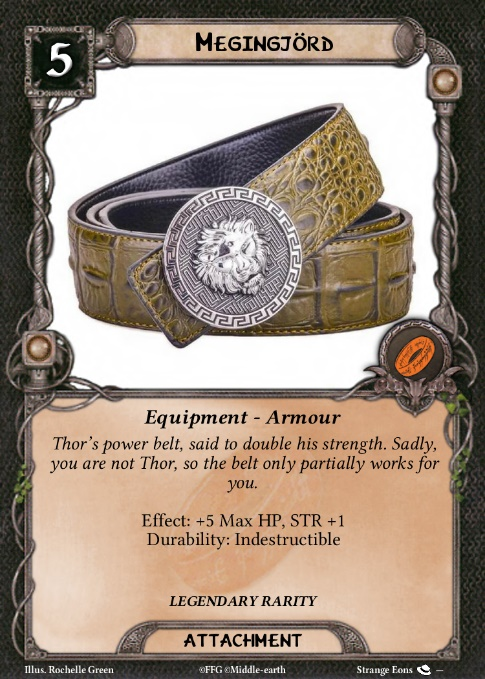 5
Megingjörd
Equipment - Armour
Thor's power belt, said to double his strength. Sadly,
you are not Thor, so the belt only partially works for
you.
Effect: +5 Max HP, STR +1
Durability: Indestructible
LEGENDARY RARITY
ATTACHMENT
Illus. Rochelle Green ©FFG ©Middle-earth Strange Eons –